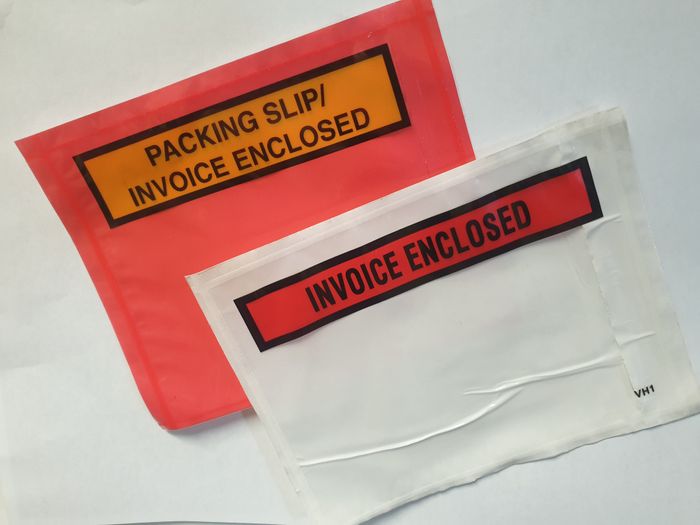 PACKING SLIP/
INVOICE ENCLOSED
INVOICE ENCLOSED
VH1